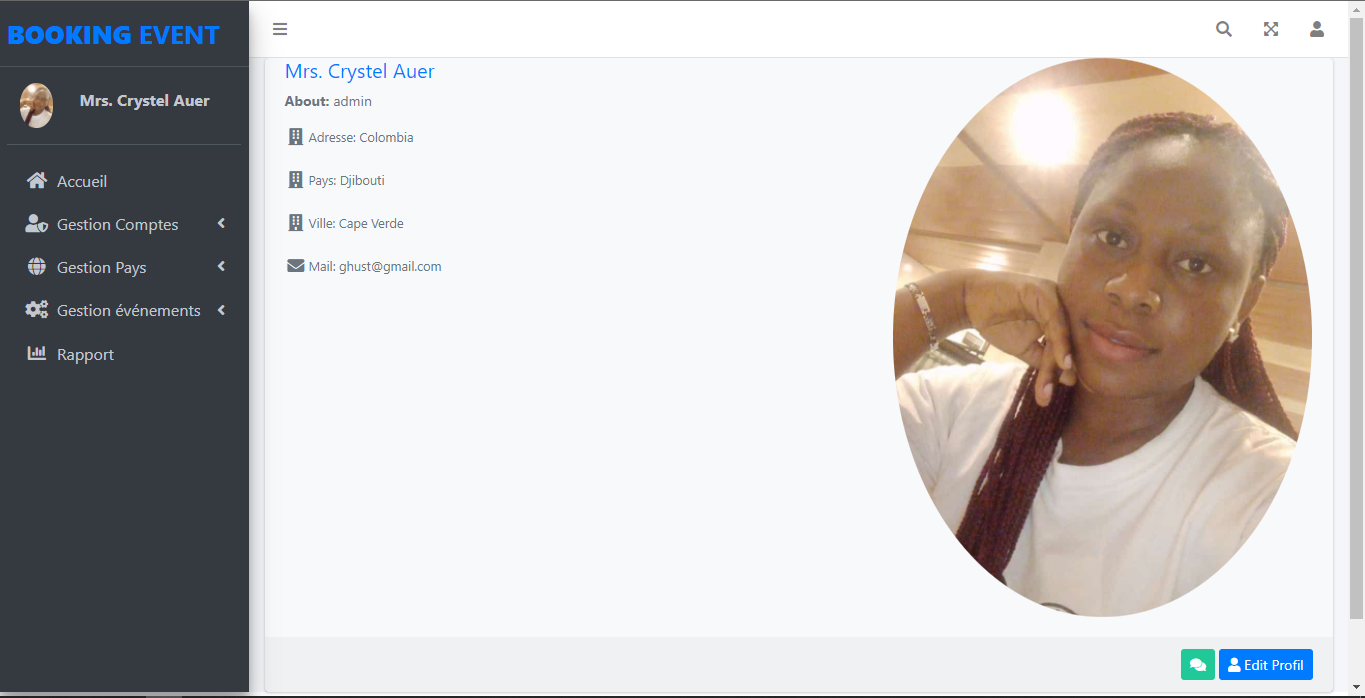 BOOKING EVENT
Mrs. Crystel Auer
Accueil
Gestion Comptes
Gestion Pays
Gestion événements
Rapport
Mrs. Crystel Auer
About: admin
Adresse: Colombia
Pays: Djibouti
Ville: Cape Verde
Mail: ghust@gmail.com
Edit Profil